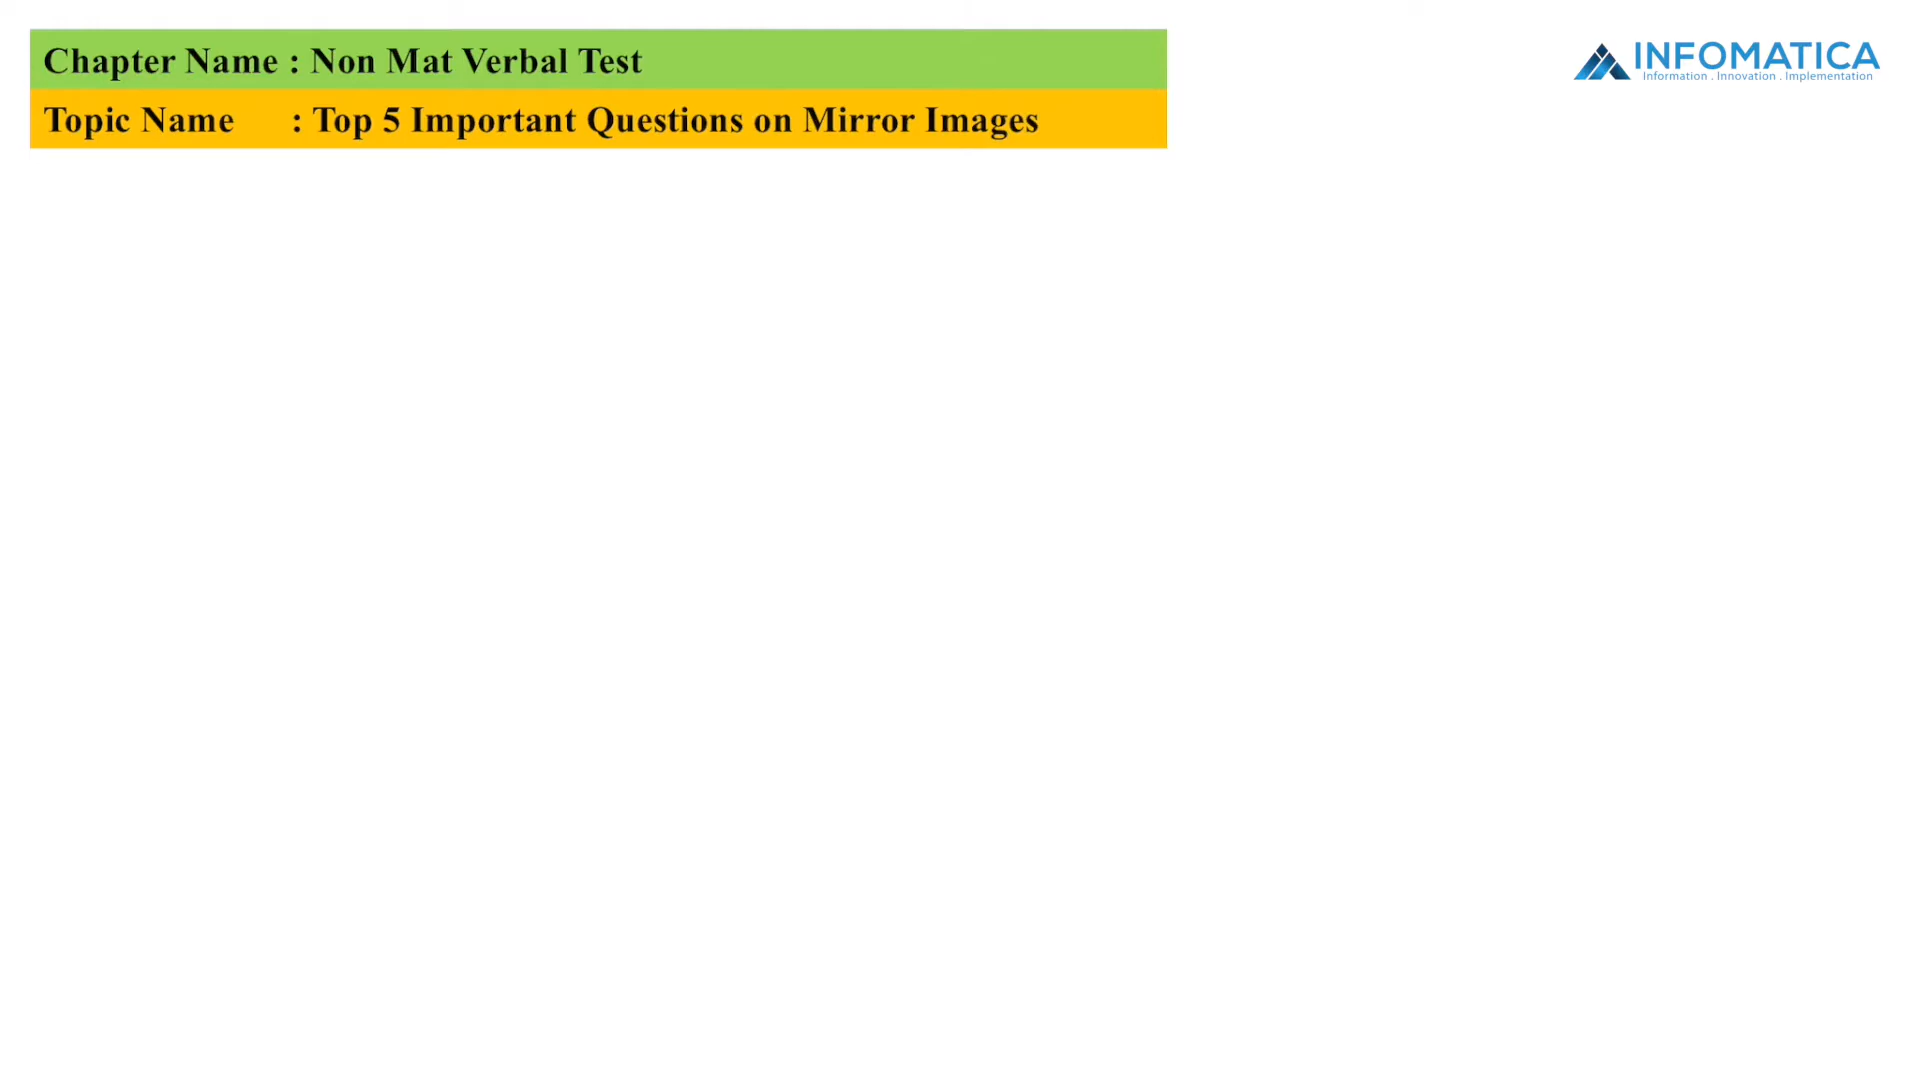 Chapter Name : Non Mat Verbal Test
Topic Name : Top 5 Important Questions on Mirror Images
INFOMATICA
Information . Innovation . Implementation